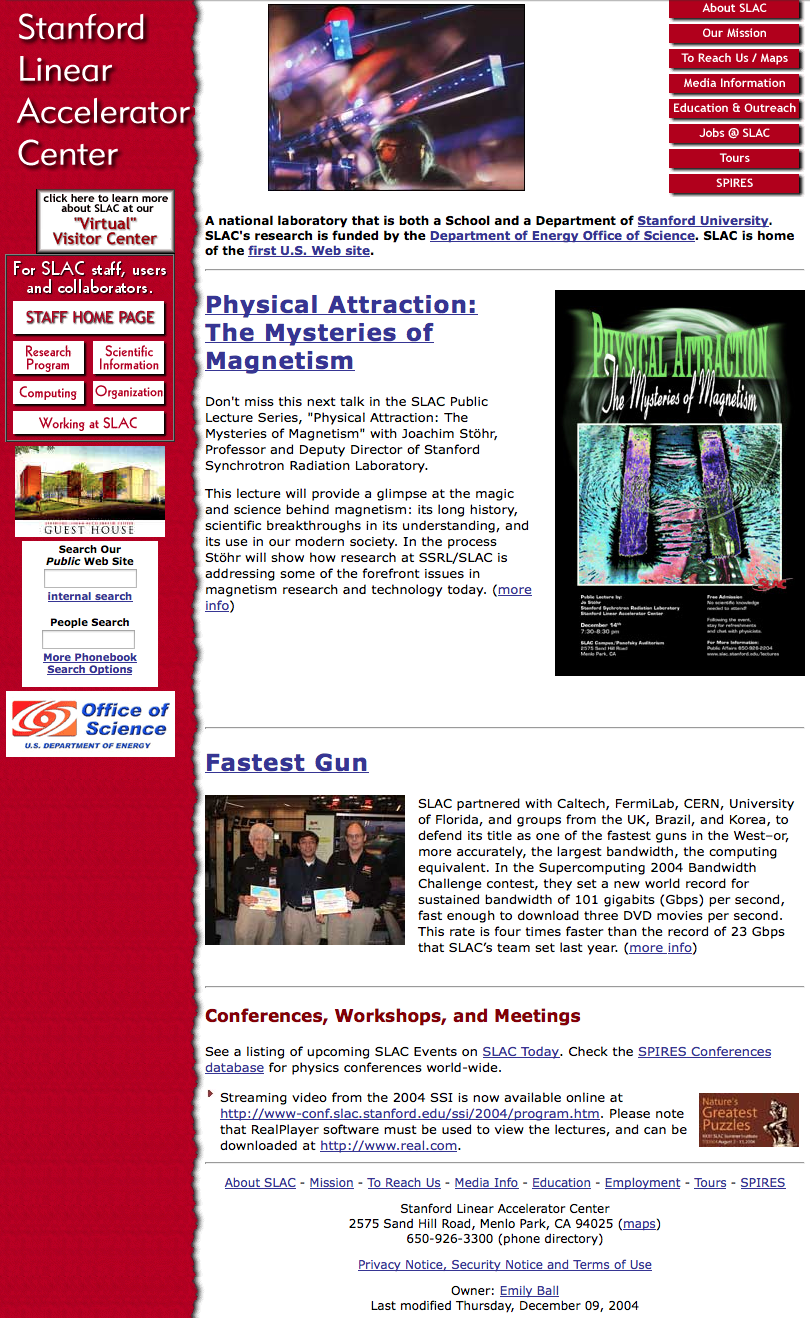 Stanford
Linear
Accelerator
Center
click here to learn more
about SLAC at our
"Virtual"
Visitor Center
For SLAC staff, users
and collaborators.
STAFF HOME PAGE
Research
Program
Scientific
Information
Computing
Organization
Working at SLAC
STANFORD LINEAR ACCELERATOR CENTER
GUEST HOUSE
Search Our
Public Web Site
internal search
People Search
More Phonebook
Search Options
Office of
Science
U.S. DEPARTMENT OF ENERGY
About SLAC
Our Mission
To Reach Us / Maps
Media Information
Education & Outreach
Jobs @ SLAC
Tours
SPIRES
A national laboratory that is both a School and a Department of Stanford University.
SLAC's research is funded by the Department of Energy Office of Science. SLAC is home
of the first U.S. Web site.
Physical Attraction:
The Mysteries of
Magnetism
Don't miss this next talk in the SLAC Public
Lecture Series, "Physical Attraction: The
Mysteries of Magnetism" with Joachim Stöhr,
Professor and Deputy Director of Stanford
Synchrotron Radiation Laboratory.
This lecture will provide a glimpse at the magic
and science behind magnetism: its long history,
scientific breakthroughs in its understanding, and
its use in our modern society. In the process
Stöhr will show how research at SSRL/SLAC is
addressing some of the forefront issues in
magnetism research and technology today. (more
info)
PHYSICAL ATTRACTION
The Mysteries of Magnetism
SLAC
Public Lecture by:
Jo Stöhr
Stanford Sychrotron Radiation Laboratory
Stanford Linear Accelerator Center
December 14th
7:30-8:30 pm
SLAC Campus/Panofsky Auditorium
2575 Sand Hill Road
Menlo Park, CA
Free Admission
No scientific knowledge
needed to attend!
Following the event,
stay for refreshments
and chat with physicists.
For More Information:
Public Affairs 650-926-2204
www.slac.stanford.edu/lectures
Fastest Gun
SLAC partnered with Caltech, FermiLab, CERN, University
of Florida, and groups from the UK, Brazil, and Korea, to
defend its title as one of the fastest guns in the West–or,
more accurately, the largest bandwidth, the computing
equivalent. In the Supercomputing 2004 Bandwidth
Challenge contest, they set a new world record for
sustained bandwidth of 101 gigabits (Gbps) per second,
fast enough to download three DVD movies per second.
This rate is four times faster than the record of 23 Gbps
that SLAC’s team set last year. (more info)
Conferences, Workshops, and Meetings
See a listing of upcoming SLAC Events on SLAC Today. Check the SPIRES Conferences
database for physics conferences world-wide.
Streaming video from the 2004 SSI is now available online at
http://www-conf.slac.stanford.edu/ssi/2004/program.htm. Please note
that RealPlayer software must be used to view the lectures, and can be
downloaded at http://www.real.com.
Nature's
Greatest
Puzzles
About SLAC - Mission - To Reach Us - Media Info - Education - Employment - Tours - SPIRES
Stanford Linear Accelerator Center
2575 Sand Hill Road, Menlo Park, CA 94025 (maps)
650-926-3300 (phone directory)
Privacy Notice, Security Notice and Terms of Use
Owner: Emily Ball
Last modified Thursday, December 09, 2004